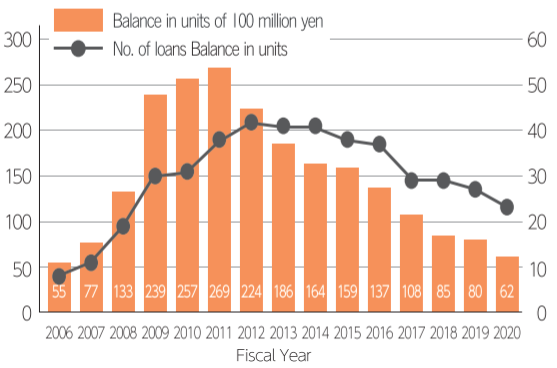 Balance in units of 100 million yen
No. of loans Balance in units
300 60
250 50
200 40
150 30
100 20
50 10
0 0
55 77 133 239 257 269 224 186 164 159 137 108 85 80 62
2006 2007 2008 2009 2010 2011 2012 2013 2014 2015 2016 2017 2018 2019 2020
Fiscal Year